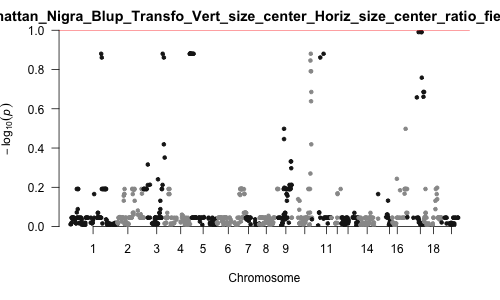 nattan_Nigra_Blup_Transfo_Vert_size_center_Horiz_size_center_ratio_fie
1.0
0.8
0.6
0.4
0.2
0.0
− log₁₀(p)
1 2 3 4 5 6 7 8 9 11 14 16 18
Chromosome